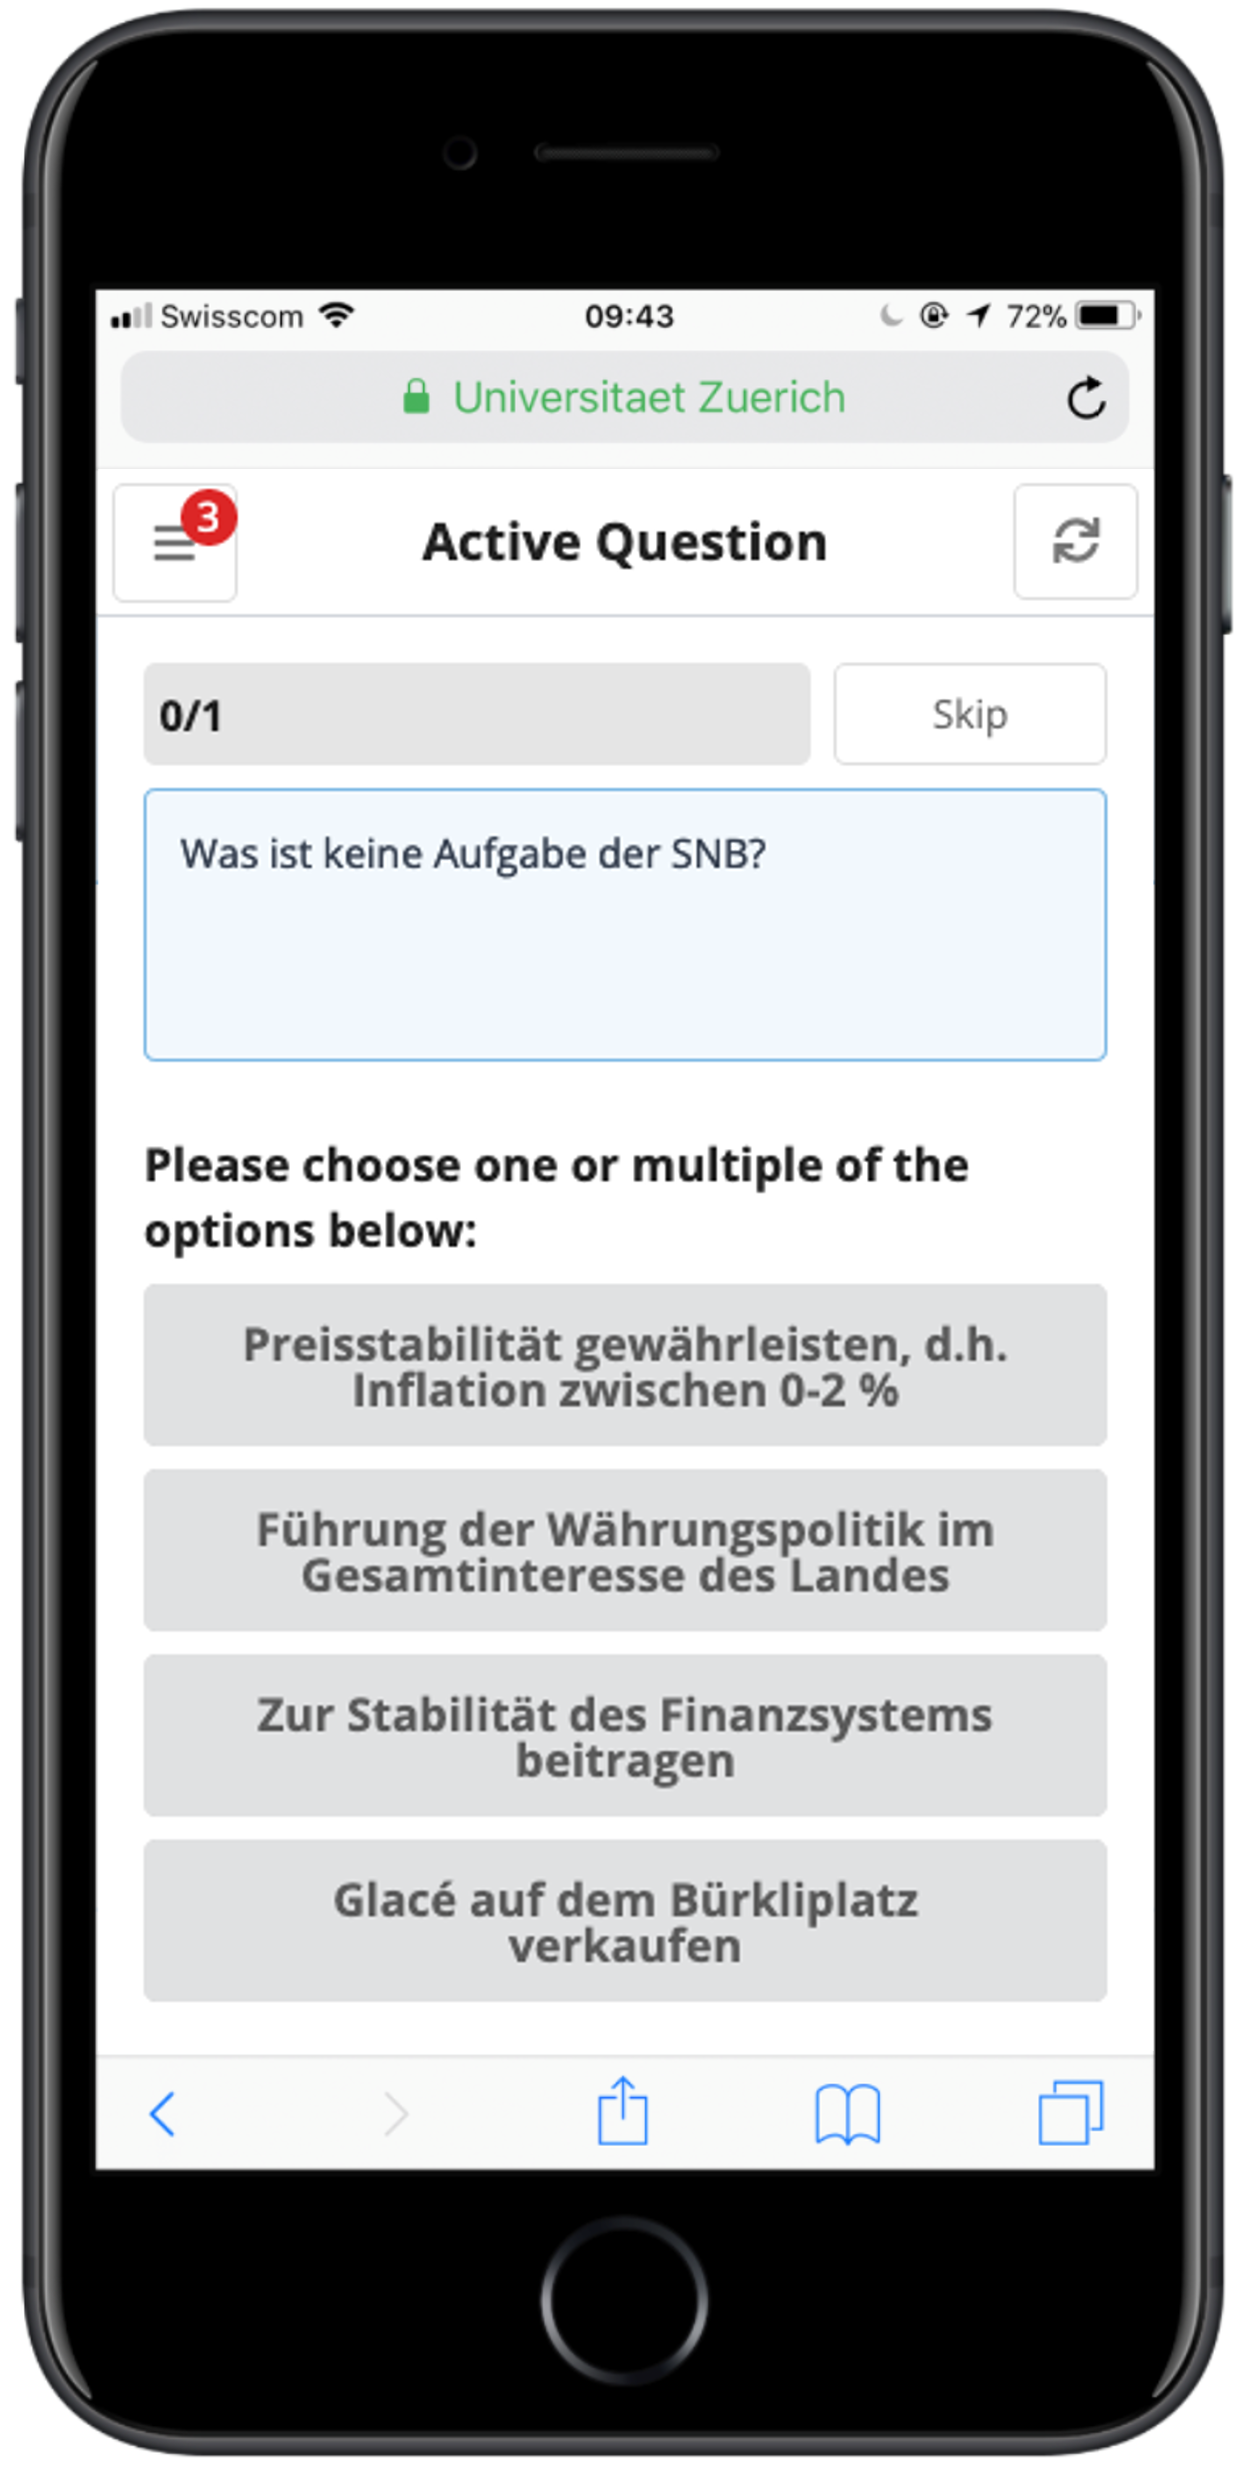 Swisscom 09:43 72%
Universitaet Zuerich
3
Active Question
0/1 Skip
Was ist keine Aufgabe der SNB?
Please choose one or multiple of the
options below:
Preisstabilität gewährleisten, d.h.
Inflation zwischen 0-2 %
Führung der Währungspolitik im
Gesamtinteresse des Landes
Zur Stabilität des Finanzsystems
beitragen
Glacé auf dem Bürkliplatz
verkaufen